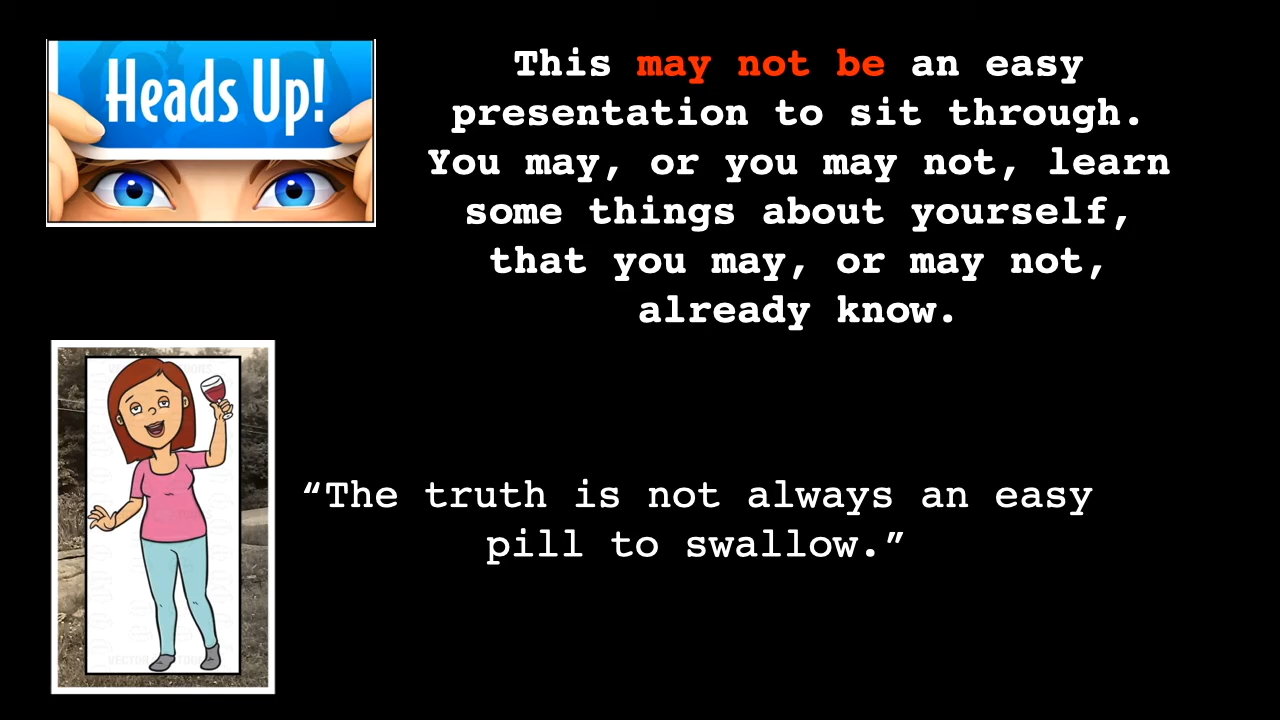 Heads Up!
This may not be an easy
presentation to sit through.
You may, or you may not, learn
some things about yourself,
that you may, or may not,
already know.
“The truth is not always an easy
pill to swallow.”